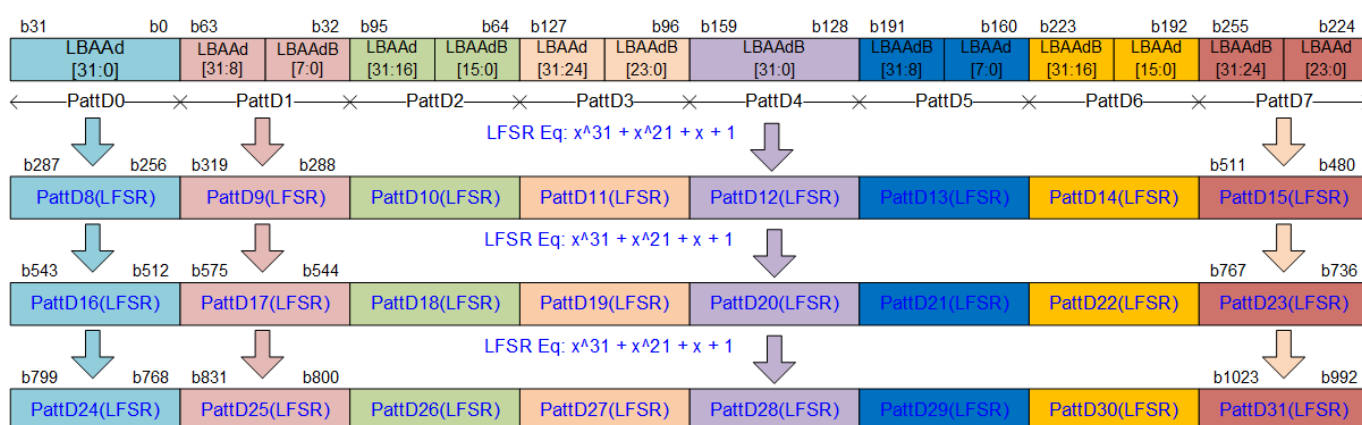 b31 b0 b63 b32 b95 b64 b127 b96 b159 b128 b191 b160 b223 b192 b255 b224
LBAAd LBAAd LBAAdB LBAAd LBAAdB LBAAd LBAAdB LBAAdB LBAAdB LBAAd LBAAdB LBAAd LBAAdB LBAAd
[31:0] [31:8] [7:0] [31:16] [15:0] [31:24] [23:0] [31:0] [31:8] [7:0] [31:16] [15:0] [31:24] [23:0]
PattD0 PattD1 PattD2 PattD3 PattD4 PattD5 PattD6 PattD7
LFSR Eq: x^31 + x^21 + x + 1
b287 b256 b319 b288 b511 b480
PattD8(LFSR) PattD9(LFSR) PattD10(LFSR) PattD11(LFSR) PattD12(LFSR) PattD13(LFSR) PattD14(LFSR) PattD15(LFSR)
LFSR Eq: x^31 + x^21 + x + 1
b543 b512 b575 b544 b767 b736
PattD16(LFSR) PattD17(LFSR) PattD18(LFSR) PattD19(LFSR) PattD20(LFSR) PattD21(LFSR) PattD22(LFSR) PattD23(LFSR)
LFSR Eq: x^31 + x^21 + x + 1
b799 b768 b831 b800 b1023 b992
PattD24(LFSR) PattD25(LFSR) PattD26(LFSR) PattD27(LFSR) PattD28(LFSR) PattD29(LFSR) PattD30(LFSR) PattD31(LFSR)